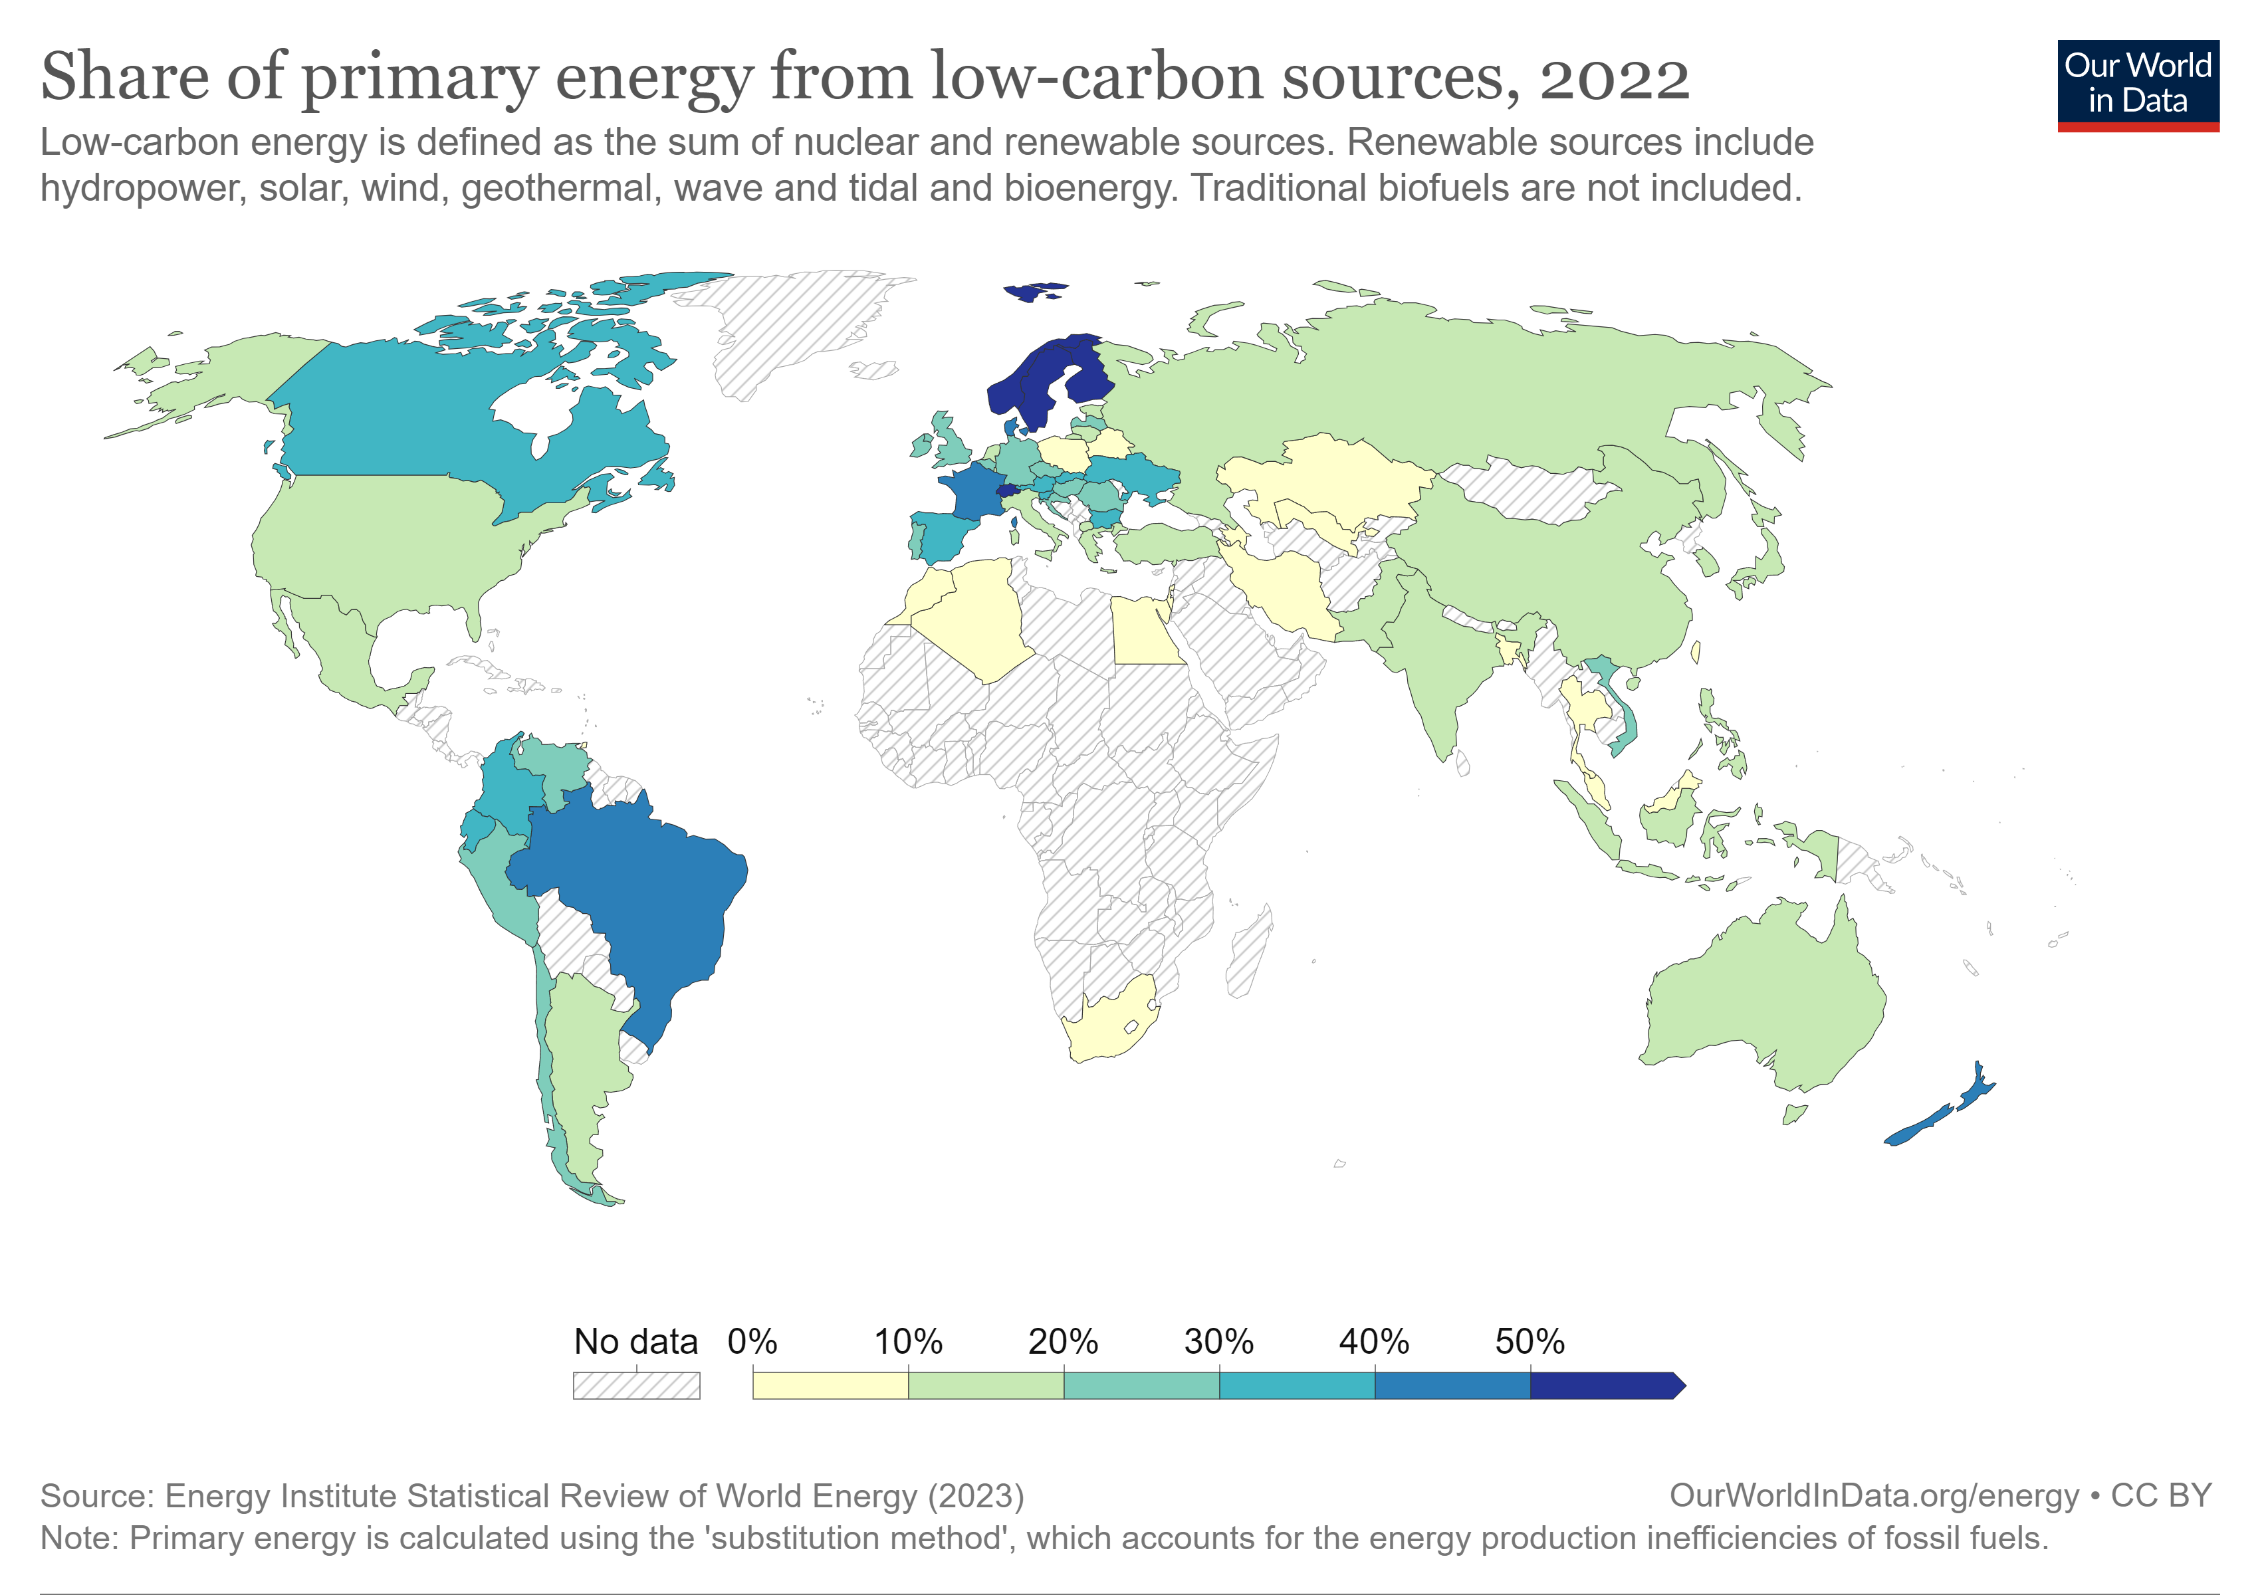 Share of primary energy from low-carbon sources, 2022
Our World
in Data
Low-carbon energy is defined as the sum of nuclear and renewable sources. Renewable sources include
hydropower, solar, wind, geothermal, wave and tidal and bioenergy. Traditional biofuels are not included.
No data 0% 10% 20% 30% 40% 50%
Source: Energy Institute Statistical Review of World Energy (2023)
OurWorldInData.org/energy • CC BY
Note: Primary energy is calculated using the 'substitution method', which accounts for the energy production inefficiencies of fossil fuels.